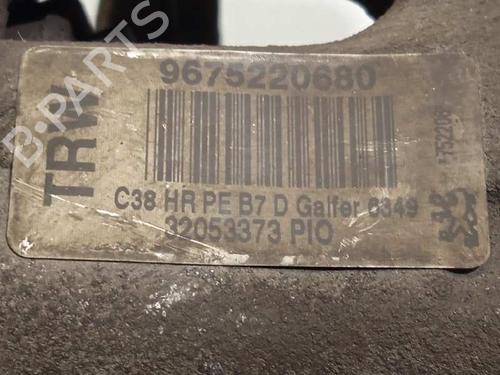 9675220680
TRW
C38 HR PE B7 D Galfer 6349
32053373 PIO
B-PARTS